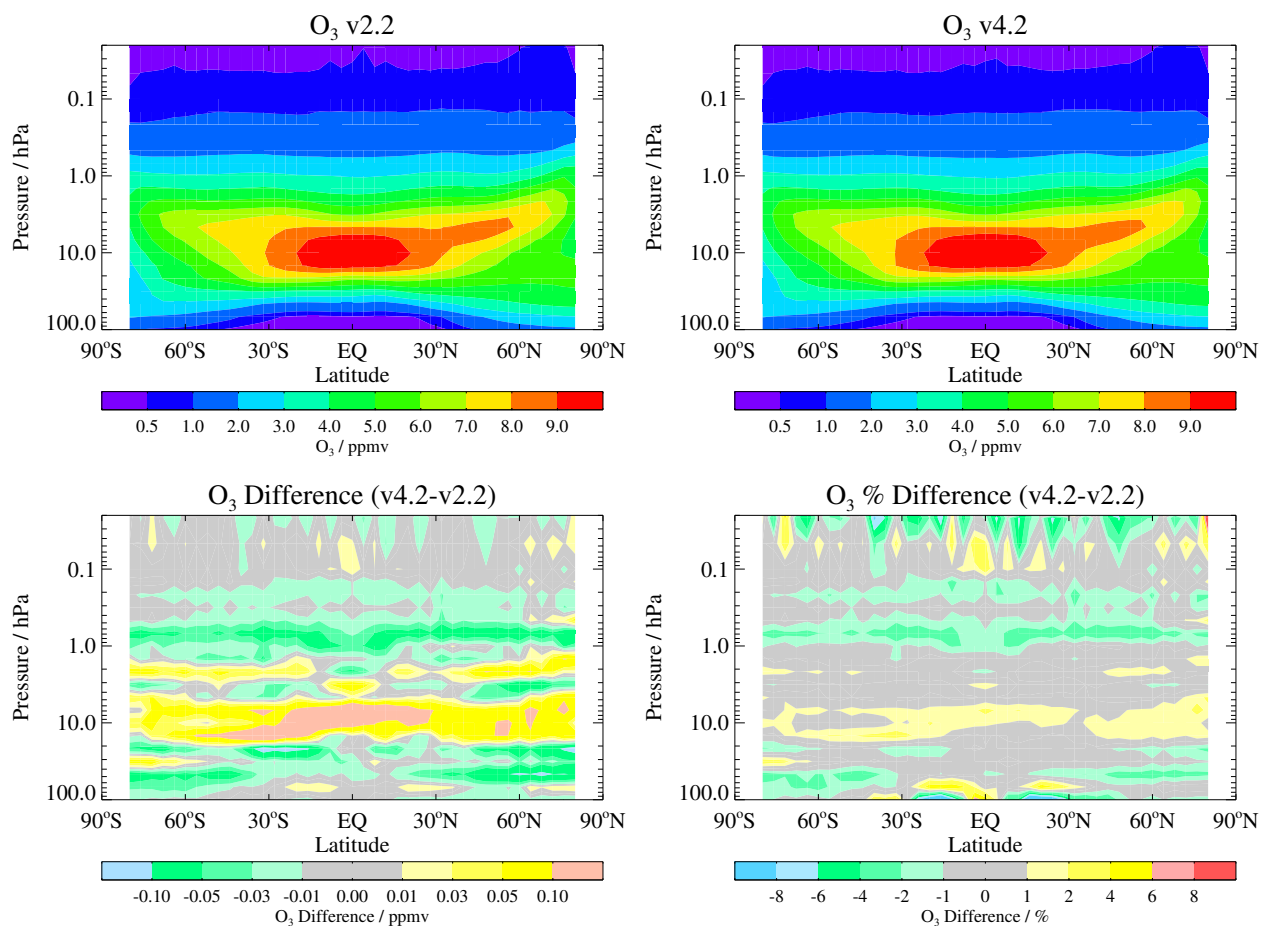 O₃ v2.2
Pressure / hPa
0.1
1.0
10.0
100.0
90°S 60°S 30°S EQ 30°N 60°N 90°N
Latitude
0.5 1.0 2.0 3.0 4.0 5.0 6.0 7.0 8.0 9.0
O₃ / ppmv
O₃ v4.2
Pressure / hPa
0.1
1.0
10.0
100.0
90°S 60°S 30°S EQ 30°N 60°N 90°N
Latitude
0.5 1.0 2.0 3.0 4.0 5.0 6.0 7.0 8.0 9.0
O₃ / ppmv
O₃ Difference (v4.2-v2.2)
Pressure / hPa
0.1
1.0
10.0
100.0
90°S 60°S 30°S EQ 30°N 60°N 90°N
Latitude
-0.10 -0.05 -0.03 -0.01 0.00 0.01 0.03 0.05 0.10
O₃ Difference / ppmv
O₃ % Difference (v4.2-v2.2)
Pressure / hPa
0.1
1.0
10.0
100.0
90°S 60°S 30°S EQ 30°N 60°N 90°N
Latitude
-8 -6 -4 -2 -1 0 1 2 4 6 8
O₃ Difference / %